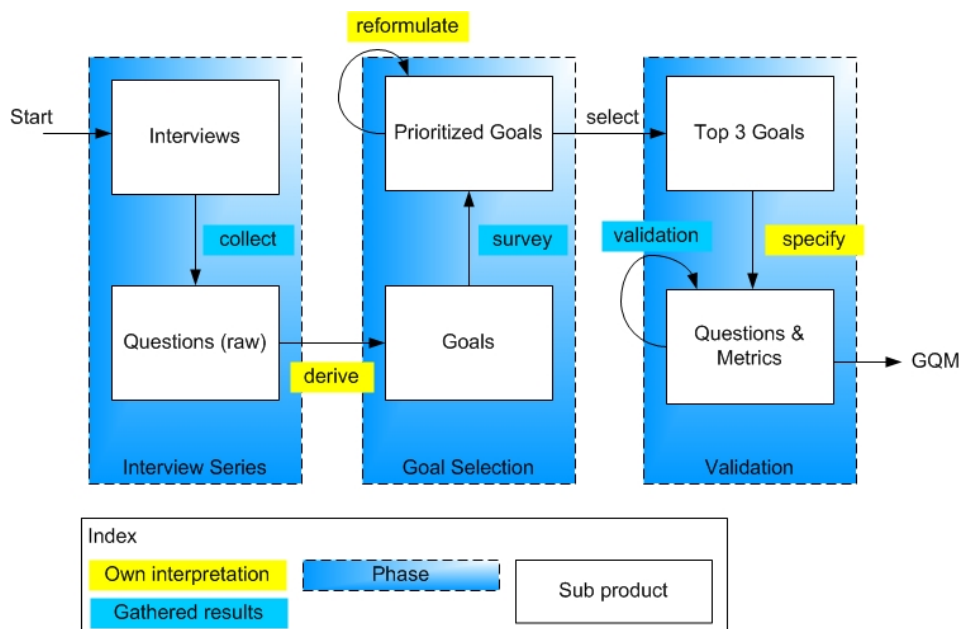 reformulate
Start
Interviews
Prioritized Goals
select
Top 3 Goals
collect
survey
validation
specify
Questions (raw)
derive
Goals
Questions &
Metrics
GQM
Interview Series
Goal Selection
Validation
Index
Own interpretation
Phase
Sub product
Gathered results